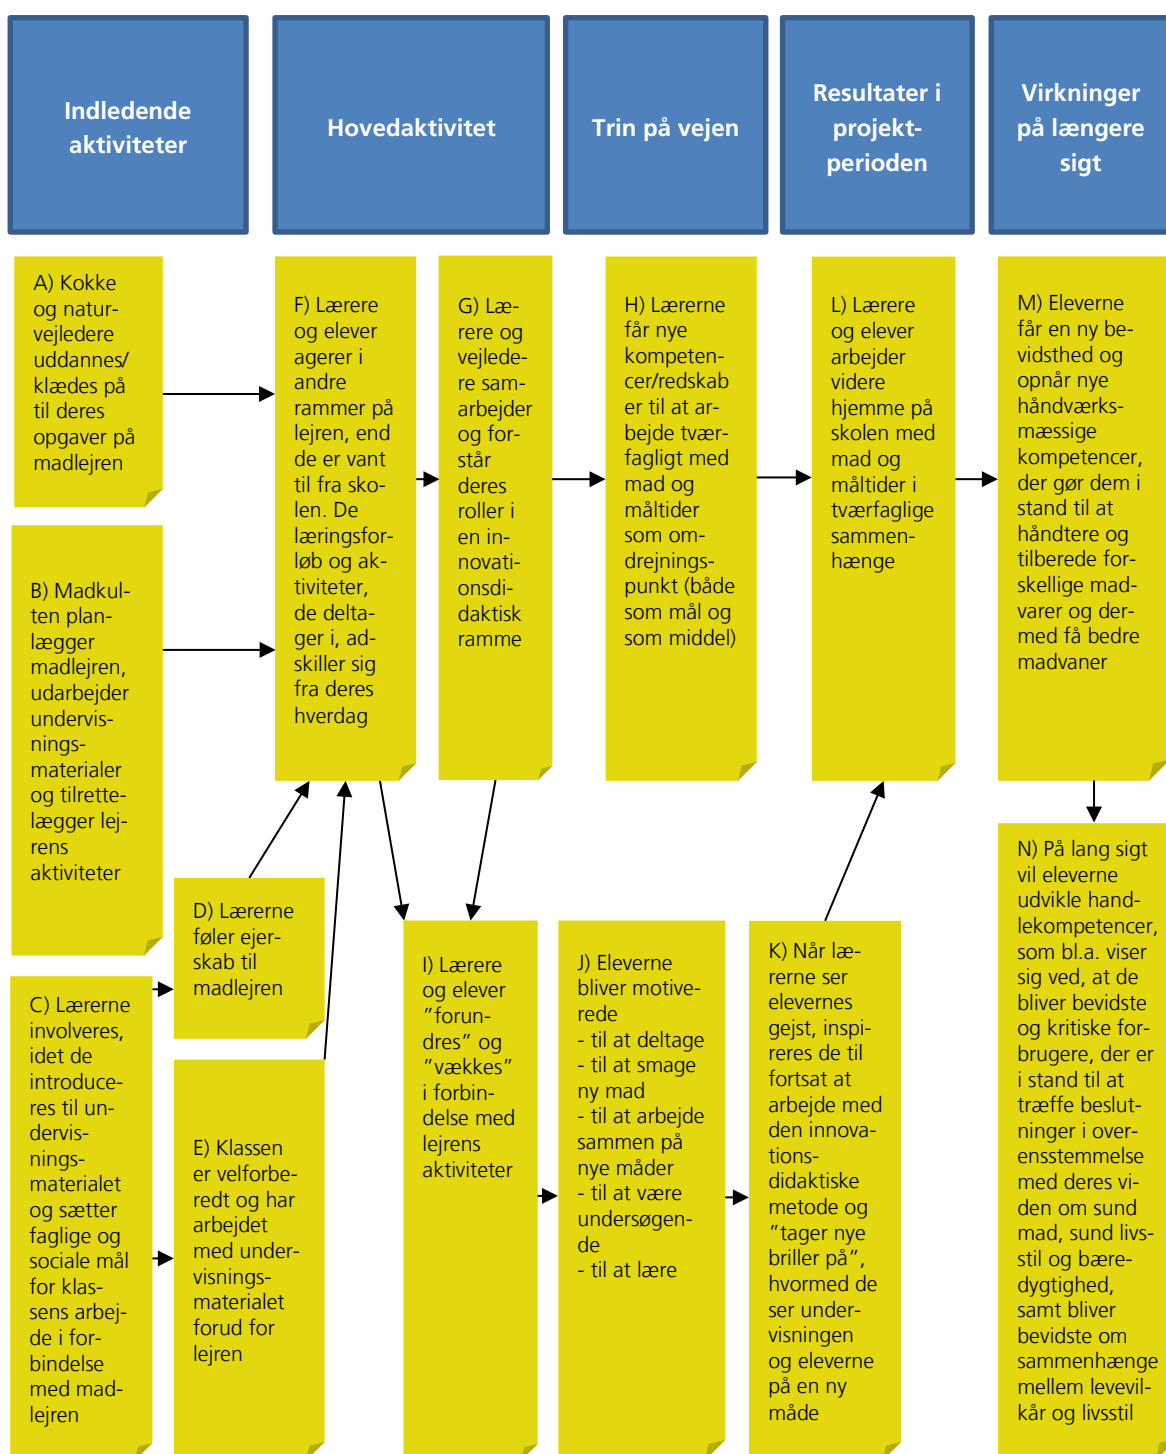 Indledende
aktiviteter
Hovedaktivitet
Trin på vejen
Resultater i
projekt-
perioden
Virkninger
på længere
sigt
A) Kokke
og natur-
vejledere
uddannes/
klædes på
til deres
opgaver på
madlejren
B) Madkul-
ten plan-
lægger
madlejren,
udarbejder
undervis-
nings-
materialer
og tilrette-
lægger lej-
rens
aktiviteter
C) Lærerne
involveres,
idet de
introduce-
res til un-
dervis-
nings-
materialet
og sætter
faglige og
sociale mål
for klas-
sens arbej-
de i for-
bindelse
med mad-
lejren
D) Lærerne
føler ejer-
skab til
madlejren
E) Klassen
er velforbe-
redt og har
arbejdet
med under-
visnings-
materialet
forud for
lejren
F) Lærere
og elever
agerer i
andre
rammer på
lejren, end
de er vant
til fra sko-
len. De
læringsfor-
løb og ak-
tiviteter,
de delta-
ger i, ad-
skiller sig
fra deres
hverdag
G) Læ-
rere og
vejlede-
re sam-
arbejder
og for-
står
deres
roller i
en in-
novati-
onsdi-
daktisk
ramme
H) Lærerne
får nye
kompeten-
cer/redskab
er til at ar-
bejde tvær-
fagligt med
mad og
måltider
som om-
drejnings-
punkt (både
som mål og
som middel)
I) Lærere
og elever
”forun-
dres” og
”vækkes”
i forbin-
delse med
lejrens
aktiviteter
J) Eleverne
bliver motive-
rede
- til at deltage
- til at smage
ny mad
- til at arbejde
sammen på
nye måder
- til at være
undersøgen-
de
- til at lære
K) Når læ-
rerne ser
elevernes
gejst, inspi-
reres de til
fortsat at
arbejde med
den innova-
tions-
didaktiske
metode og
”tager nye
briller på”,
hvormed de
ser under-
visningen
og eleverne
på en ny
måde
L) Lærere
og elever
arbejder
videre
hjemme på
skolen med
mad og
måltider i
tværfaglige
sammen-
hænge
M) Eleverne
får en ny be-
vidsthed og
opnår nye
håndværks-
mæssige
kompetencer,
der gør dem i
stand til at
håndtere og
tilberede for-
skellige mad-
varer og der-
med få bedre
madvaner
N) På lang sigt
vil eleverne
udvikle hand-
lekompetencer,
som bl.a. viser
sig ved, at de
bliver bevidste
og kritiske for-
brugere, der er
i stand til at
træffe beslut-
ninger i over-
ensstemmelse
med deres vi-
den om sund
mad, sund livs-
stil og bære-
dygtighed,
samt bliver
bevidste om
sammenhænge
mellem levevil-
kår og livsstil